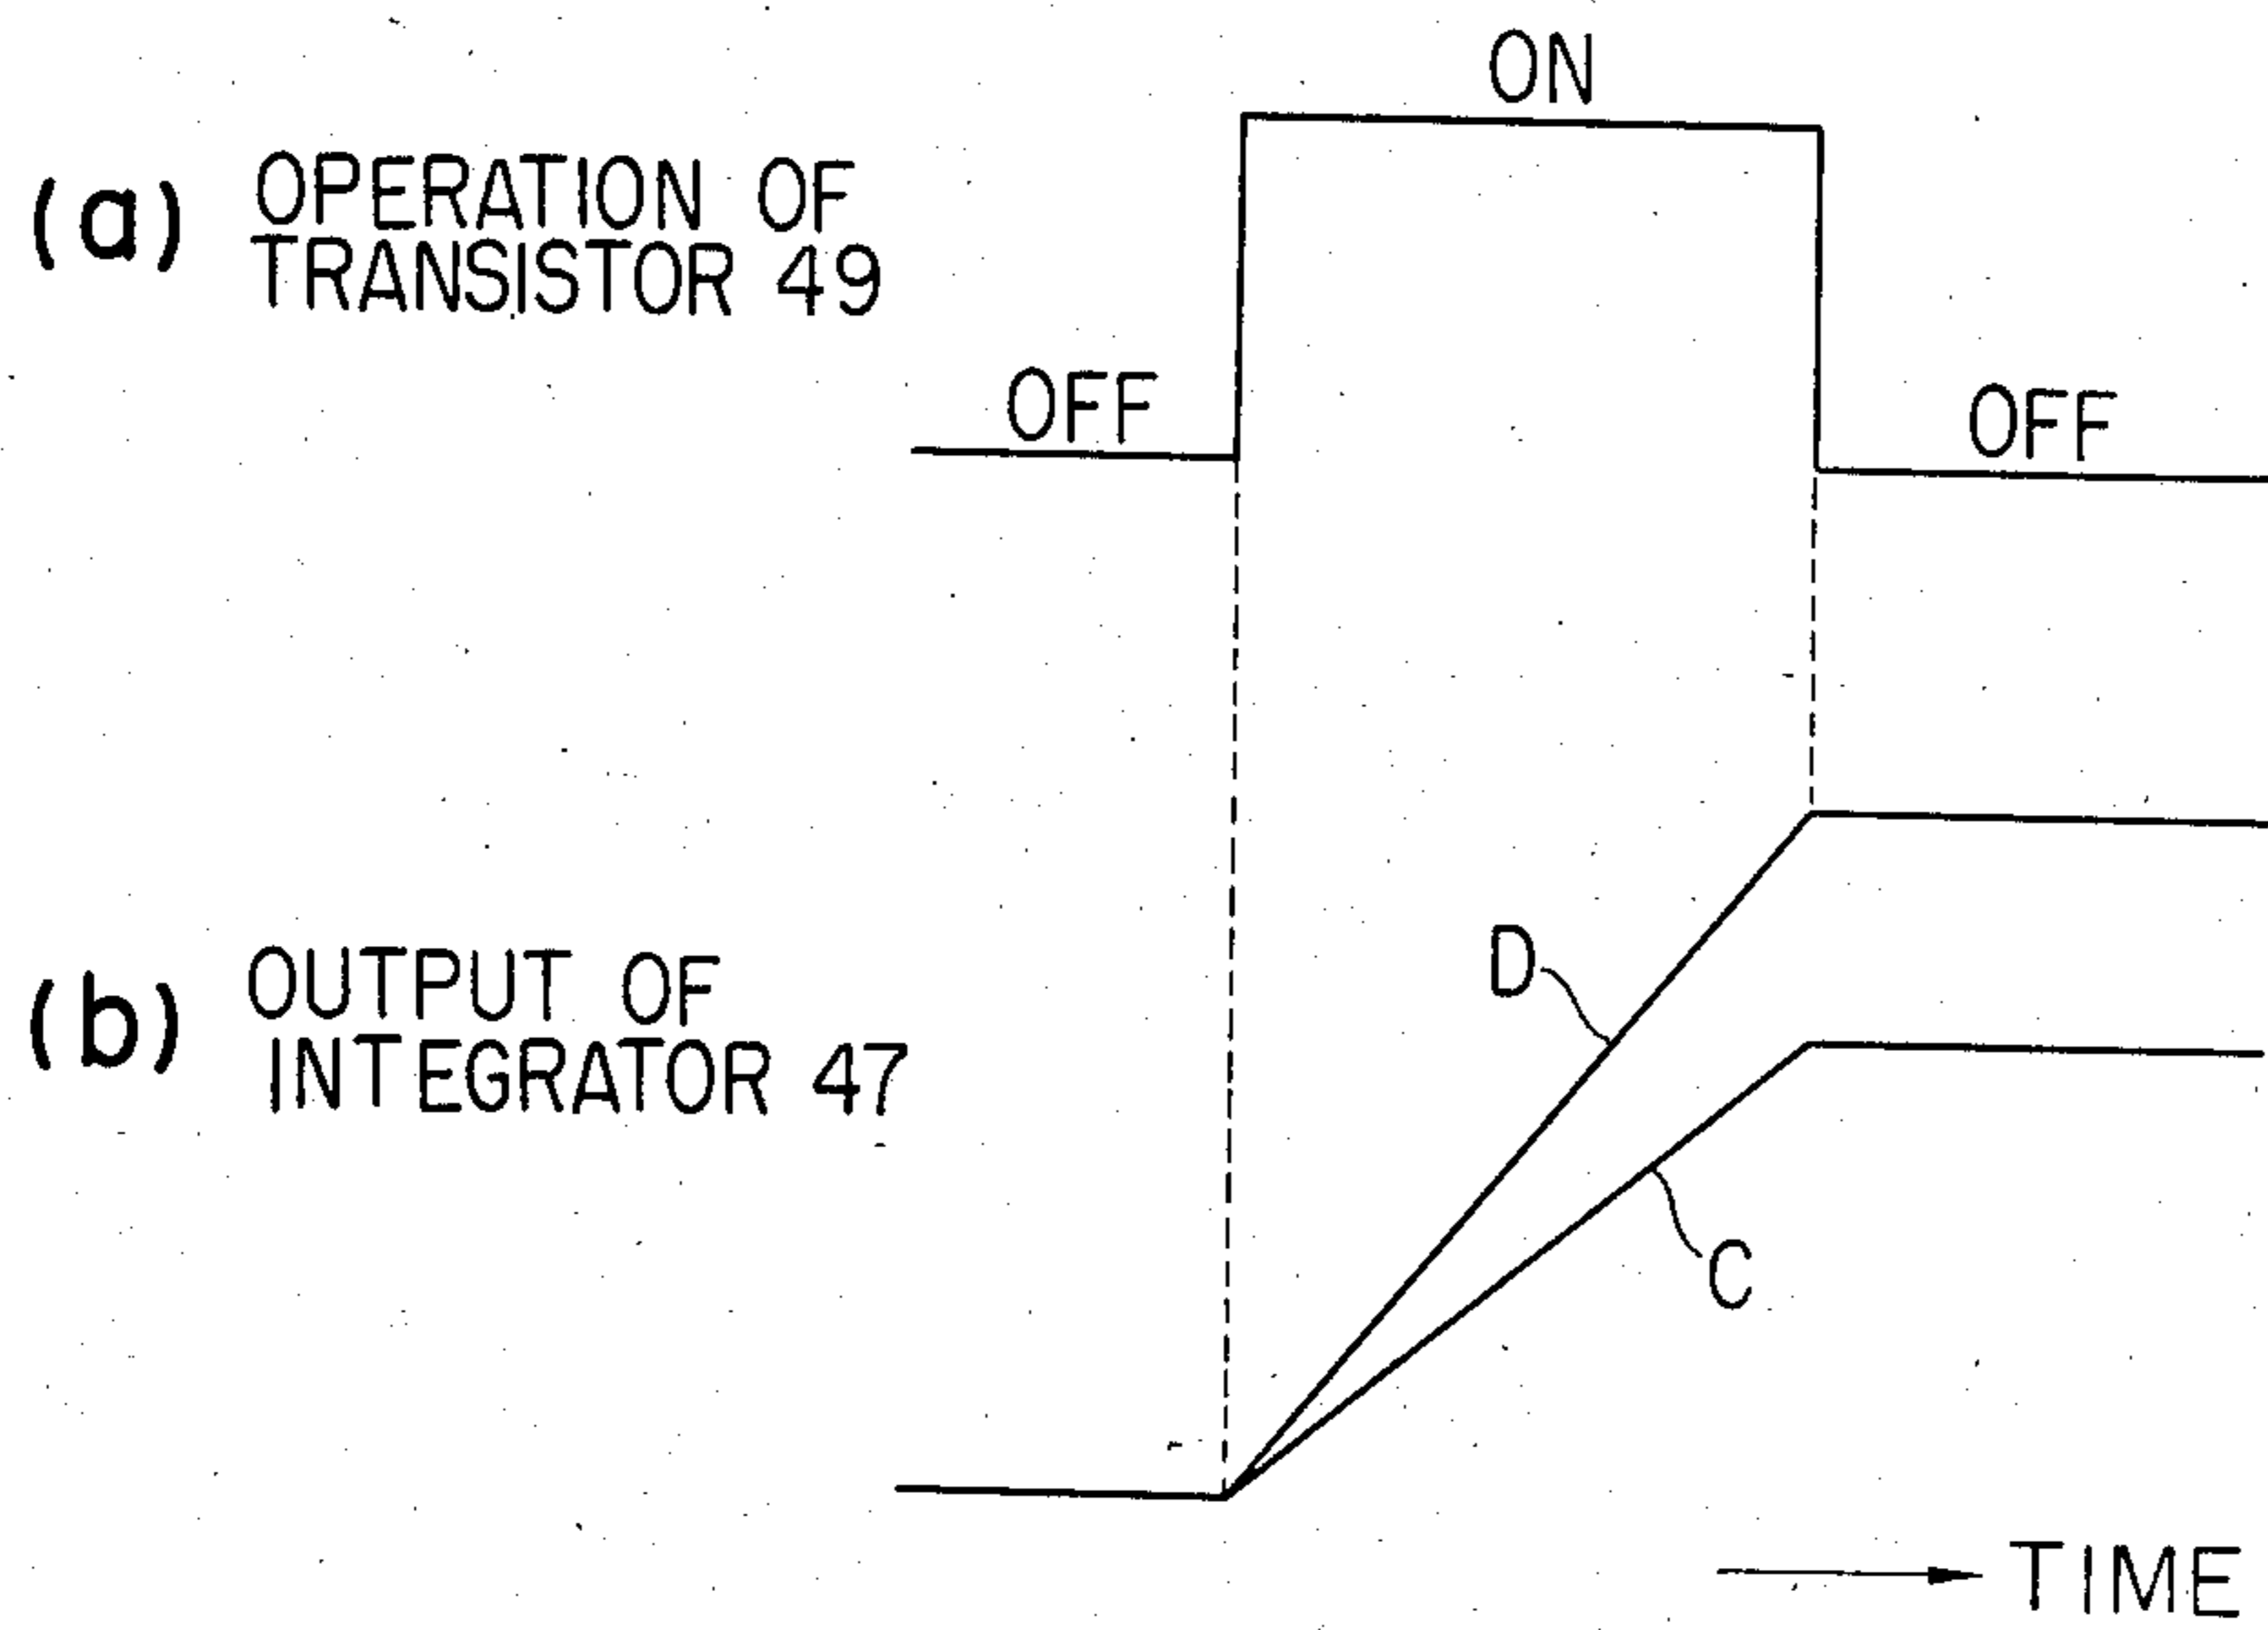 ON
(a) OPERATION OF
TRANSISTOR 49
OFF
OFF
D
(b) OUTPUT OF
INTEGRATOR 47
C
TIME